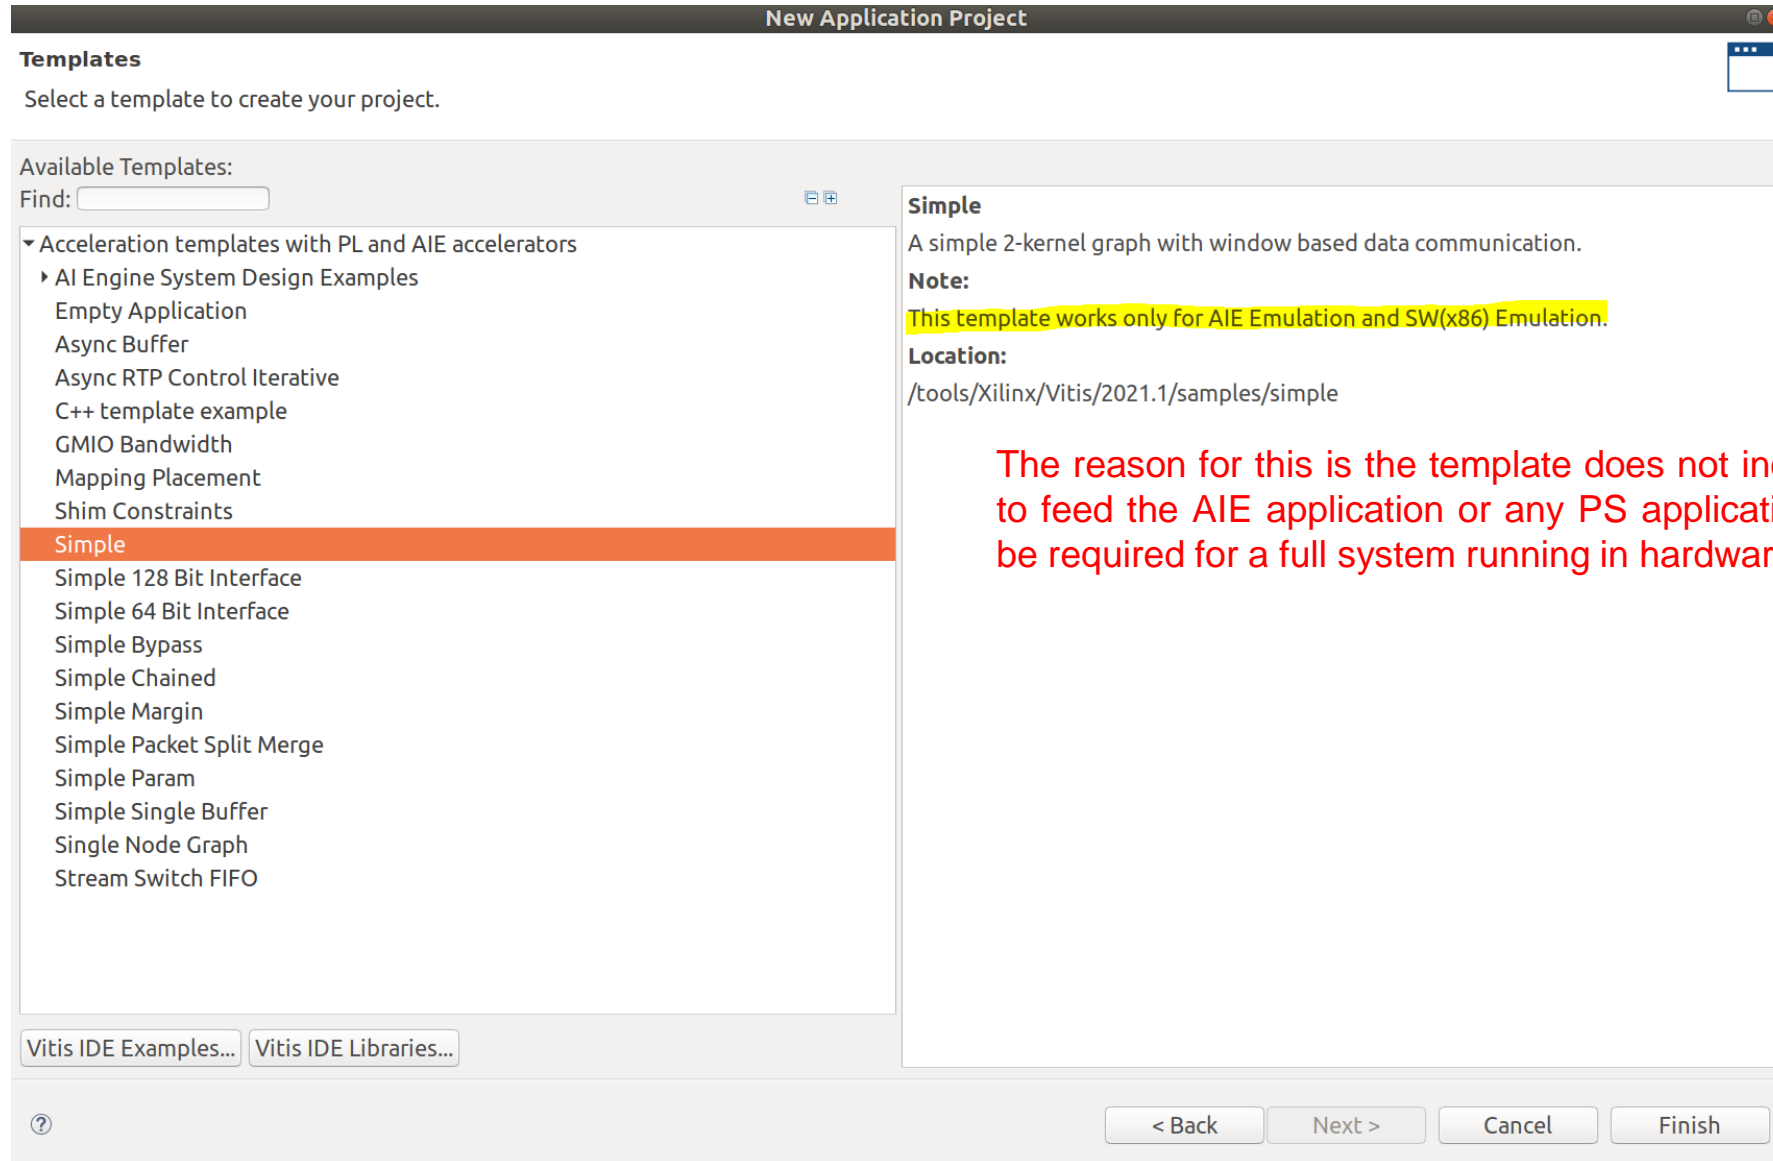 New Application Project
Templates
Select a template to create your project.
Available Templates:
Find:
Acceleration templates with PL and AIE accelerators
AI Engine System Design Examples
Empty Application
Async Buffer
Async RTP Control Iterative
C++ template example
GMIO Bandwidth
Mapping Placement
Shim Constraints
Simple
Simple 128 Bit Interface
Simple 64 Bit Interface
Simple Bypass
Simple Chained
Simple Margin
Simple Packet Split Merge
Simple Param
Simple Single Buffer
Single Node Graph
Stream Switch FIFO
Vitis IDE Examples...
Vitis IDE Libraries...
Simple
A simple 2-kernel graph with window based data communication.
Note:
This template works only for AIE Emulation and SW(x86) Emulation.
Location:
/tools/Xilinx/Vitis/2021.1/samples/simple
The reason for this is the template does not
to feed the AIE application or any PS
be required for a full system running in
< Back
Next >
Cancel
Finish